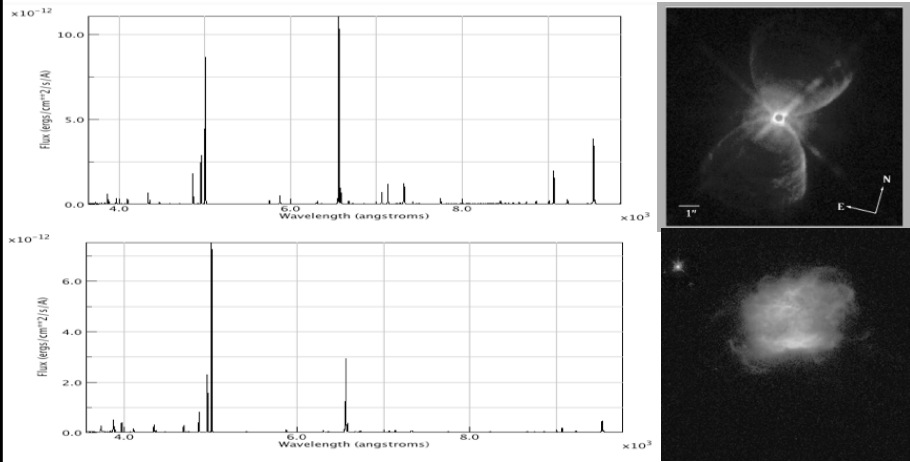 ×10⁻¹²
10.0
5.0
0.0
Flux (ergs/cm**2/s/A)
4.0 6.0 8.0
×10³
Wavelength (angstroms)
N
E
1"
×10⁻¹²
6.0
4.0
2.0
0.0
Flux (ergs/cm**2/s/A)
4.0 6.0 8.0
×10³
Wavelength (angstroms)